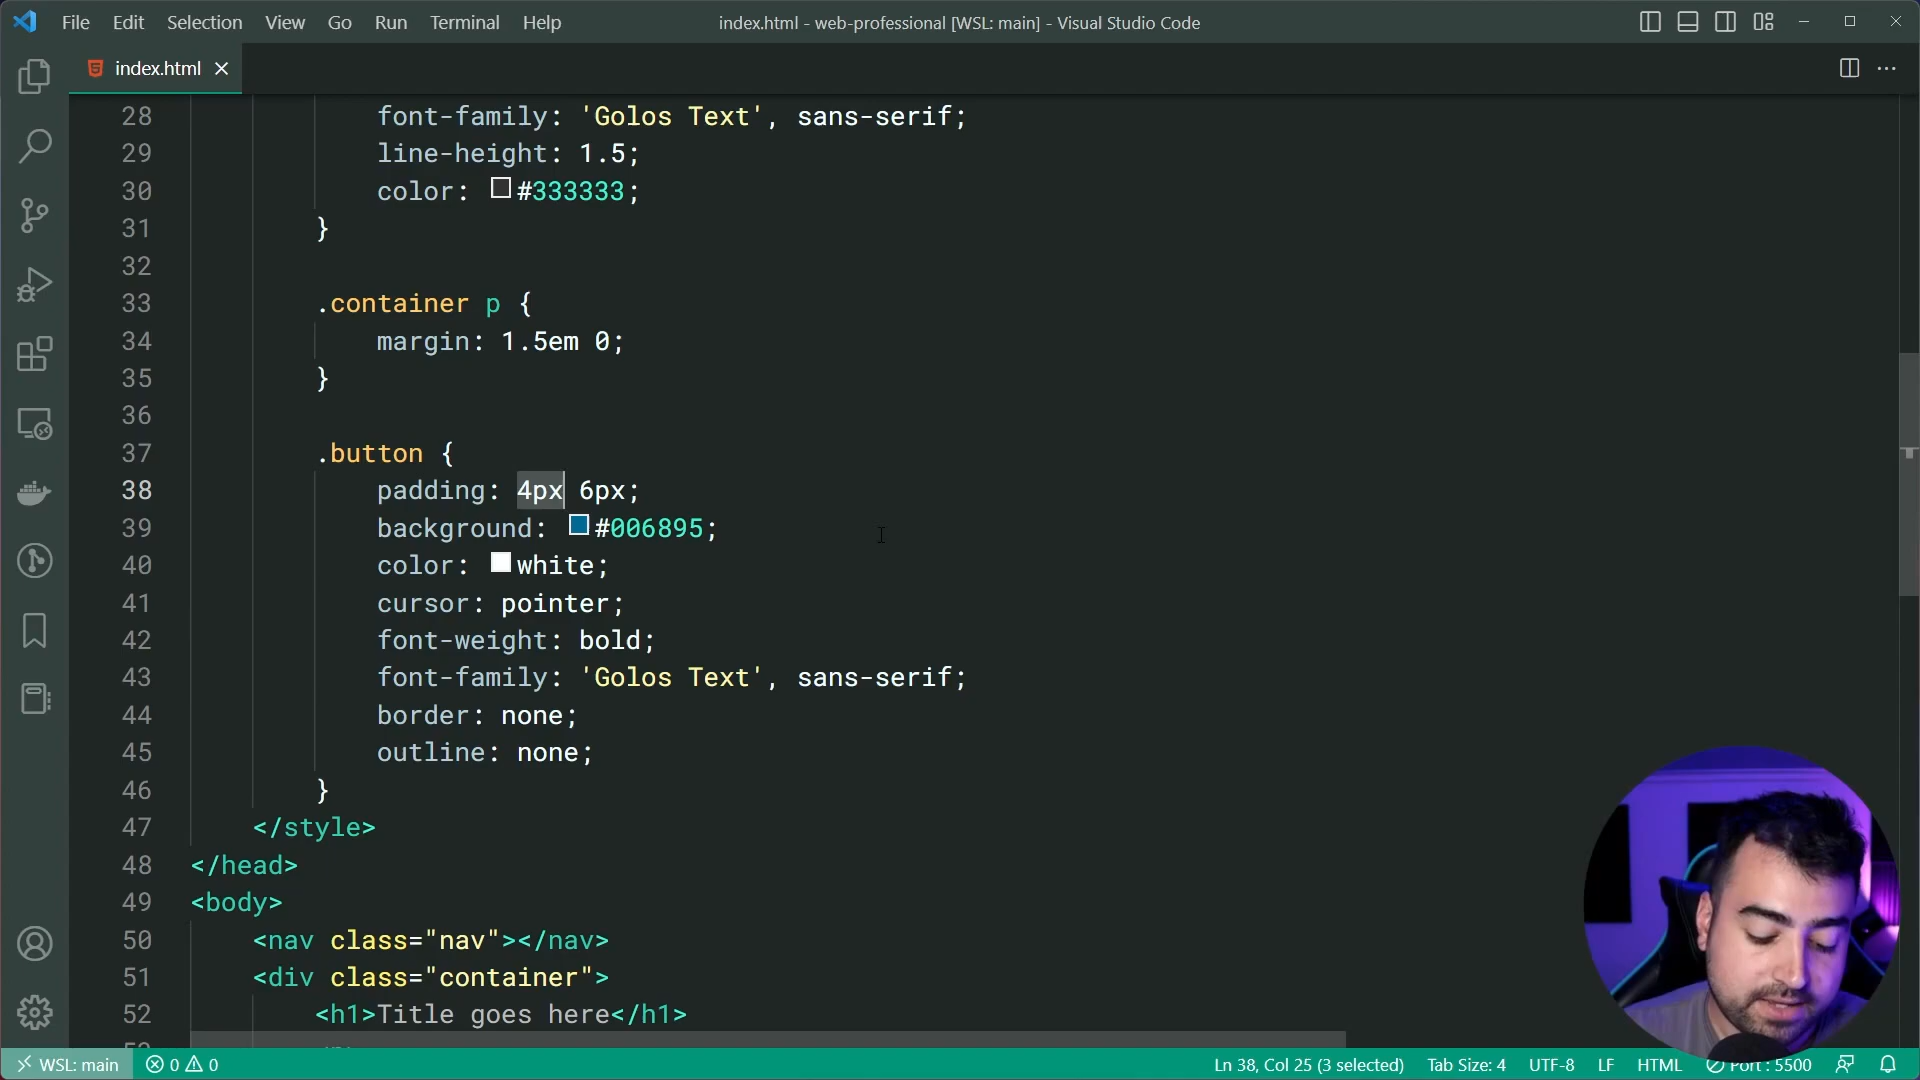 File Edit Selection View Go Run Terminal Help
index.html - web-professional [WSL: main] - Visual Studio Code
index.html
28 font-family: 'Golos Text', sans-serif;
29 line-height: 1.5;
30 color: #333333;
31 }
32
33 .container p {
34 margin: 1.5em 0;
35 }
36
37 .button {
38 padding: 4px 6px;
39 background: #006895;
40 color: white;
41 cursor: pointer;
42 font-weight: bold;
43 font-family: 'Golos Text', sans-serif;
44 border: none;
45 outline: none;
46 }
47 </style>
48 </head>
49 <body>
50 <nav class="nav"></nav>
51 <div class="container">
52 <h1>Title goes here</h1>
WSL: main 0 0 Ln 38, Col 25 (3 selected) Tab Size: 4 UTF-8 LF HTML Port : 5500